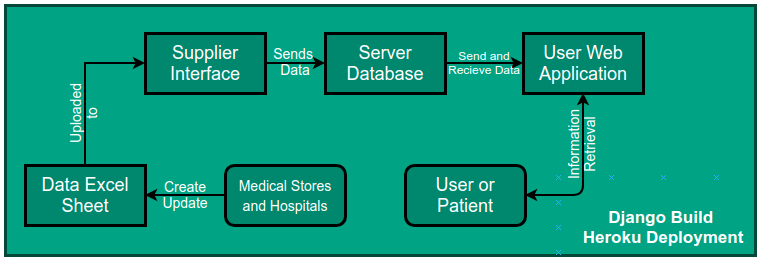 Supplier
Interface
Sends
Data
Server
Database
Send and
Recieve Data
User Web
Application
Uploaded
to
Information
Retrieval
Data Excel
Sheet
Create
Update
Medical Stores
and Hospitals
User or
Patient
Django Build
Heroku Deployment